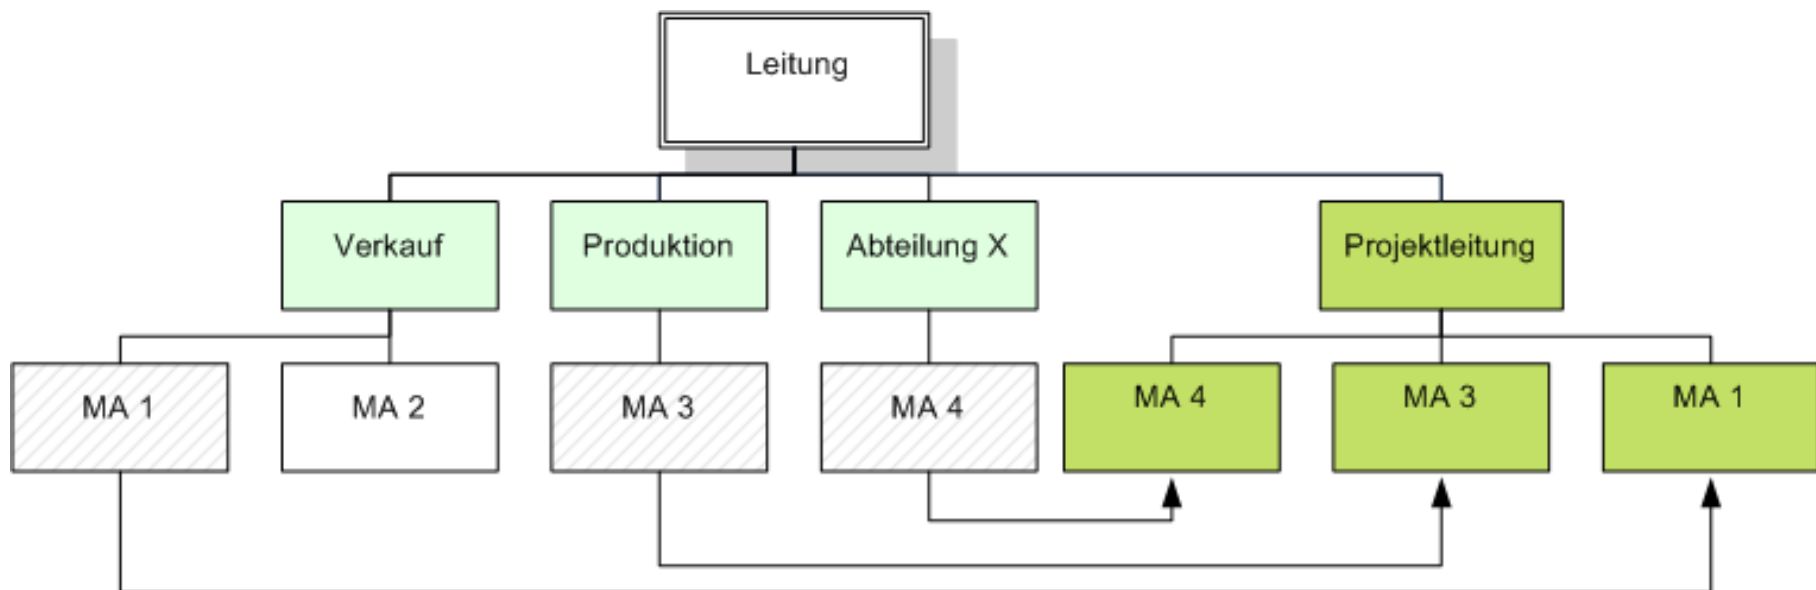 Leitung
Verkauf
Produktion
Abteilung X
Projektleitung
MA 1
MA 2
MA 3
MA 4
MA 4
MA 3
MA 1